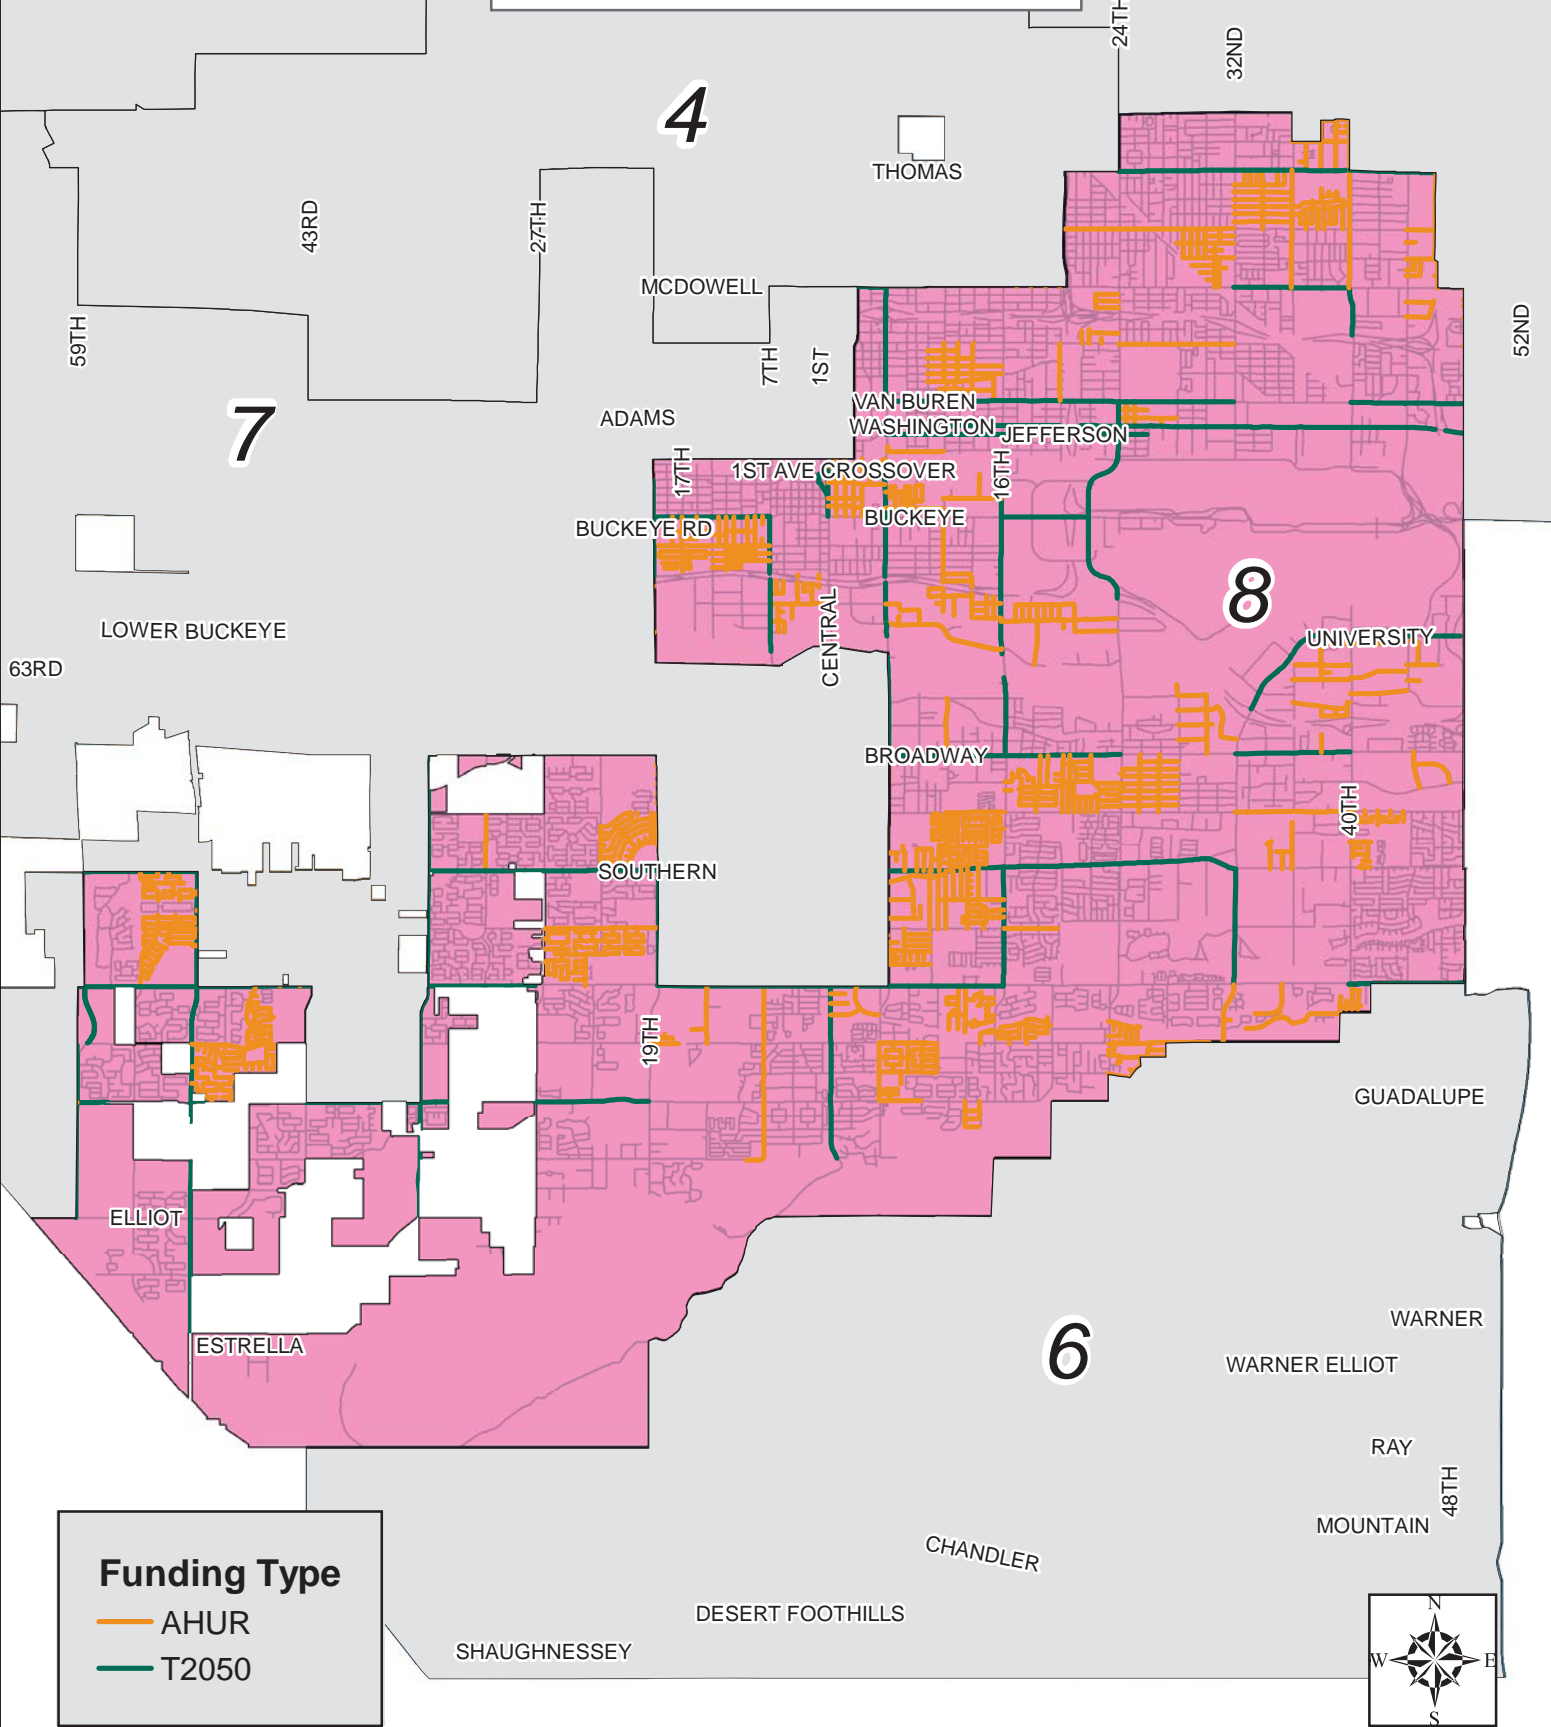 24TH
32ND
4
THOMAS
43RD
27TH
MCDOWELL
59TH
7TH
1ST
52ND
7
VAN BUREN
ADAMS
WASHINGTON
JEFFERSON
17TH
1ST AVE CROSSOVER
16TH
BUCKEYE RD
BUCKEYE
8
LOWER BUCKEYE
CENTRAL
UNIVERSITY
63RD
BROADWAY
40TH
SOUTHERN
19TH
GUADALUPE
ELLIOT
ESTRELLA
6
WARNER
WARNER ELLIOT
RAY
48TH
MOUNTAIN
CHANDLER
DESERT FOOTHILLS
SHAUGHNESSEY
Funding Type
AHUR
T2050
N
W
E
S